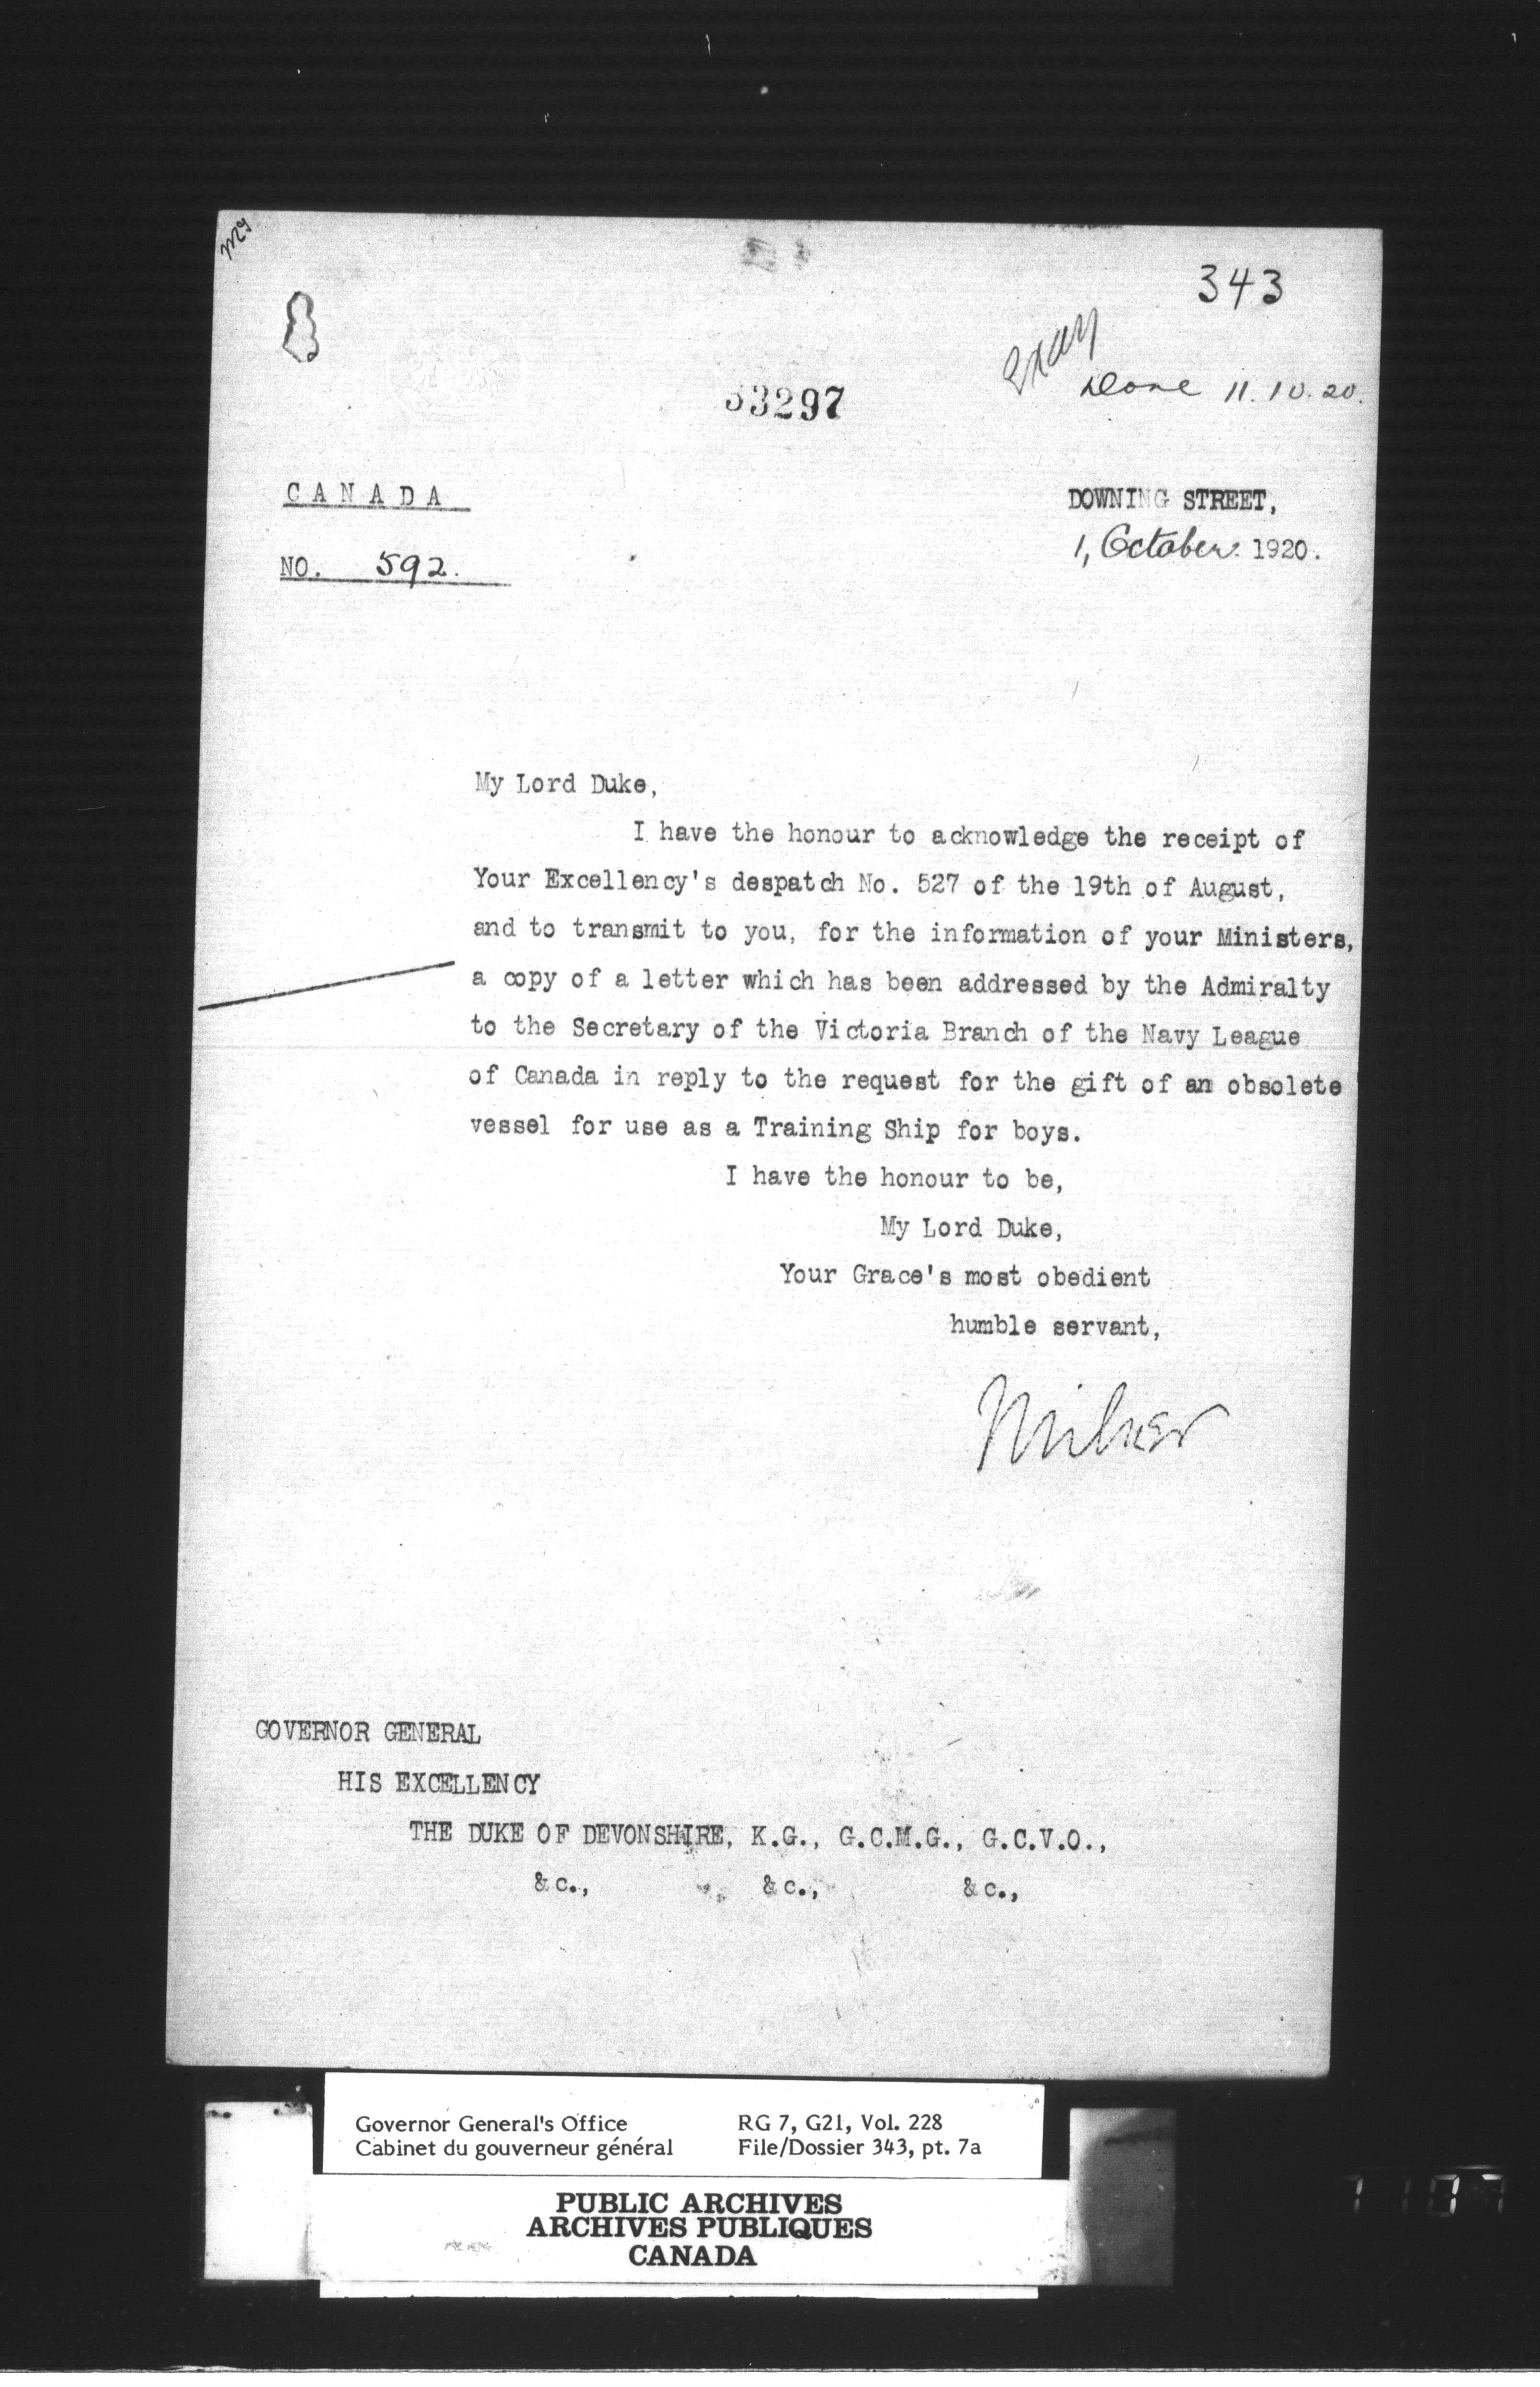 343
Done 11.10.20.
33297
CANADA
DOWNING STREET,
1, October 1920.
NO. 592.
My Lord Duke,
I have the honour to acknowledge the receipt of
Your Excellency's despatch No. 527 of the 19th of August,
and to transmit to you, for the information of your Ministers,
a copy of a letter which has been addressed by the Admiralty
to the Secretary of the Victoria Branch of the Navy League
of Canada in reply to the request for the gift of an obsolete
vessel for use as a Training Ship for boys.
I have the honour to be,
My Lord Duke,
Your Grace's most obedient
humble servant,
Milner
GOVERNOR GENERAL
HIS EXCELLENCY
THE DUKE OF DEVONSHIRE, K.G., G.C.M.G., G.C.V.O.,
&c., &c., &c.,
Governor General's Office RG 7, G21, Vol. 228
Cabinet du gouverneur général File/Dossier 343, pt. 7a
PUBLIC ARCHIVES
ARCHIVES PUBLIQUES
CANADA